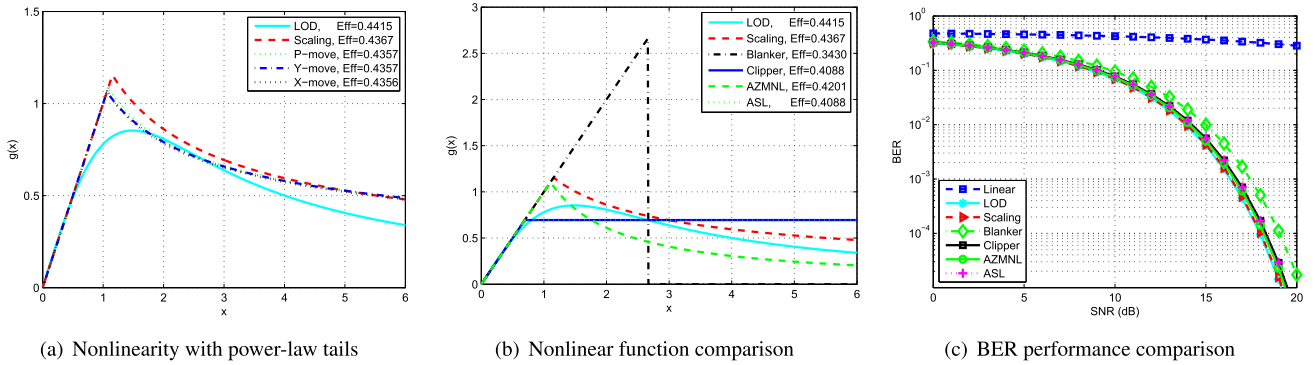 1.5
1
0.5
0
g(x)
0 1 2 3 4 5 6
x
LOD, Eff=0.4415
Scaling, Eff=0.4367
P-move, Eff=0.4357
Y-move, Eff=0.4357
X-move, Eff=0.4356
(a) Nonlinearity with power-law tails
3
2.5
2
1.5
1
0.5
0
g(x)
0 1 2 3 4 5 6
x
LOD, Eff=0.4415
Scaling, Eff=0.4367
Blanker, Eff=0.3430
Clipper, Eff=0.4088
AZMNL, Eff=0.4201
ASL, Eff=0.4088
(b) Nonlinear function comparison
10^0
10^-1
10^-2
10^-3
10^-4
BER
0 5 10 15 20
SNR (dB)
Linear
LOD
Scaling
Blanker
Clipper
AZMNL
ASL
(c) BER performance comparison